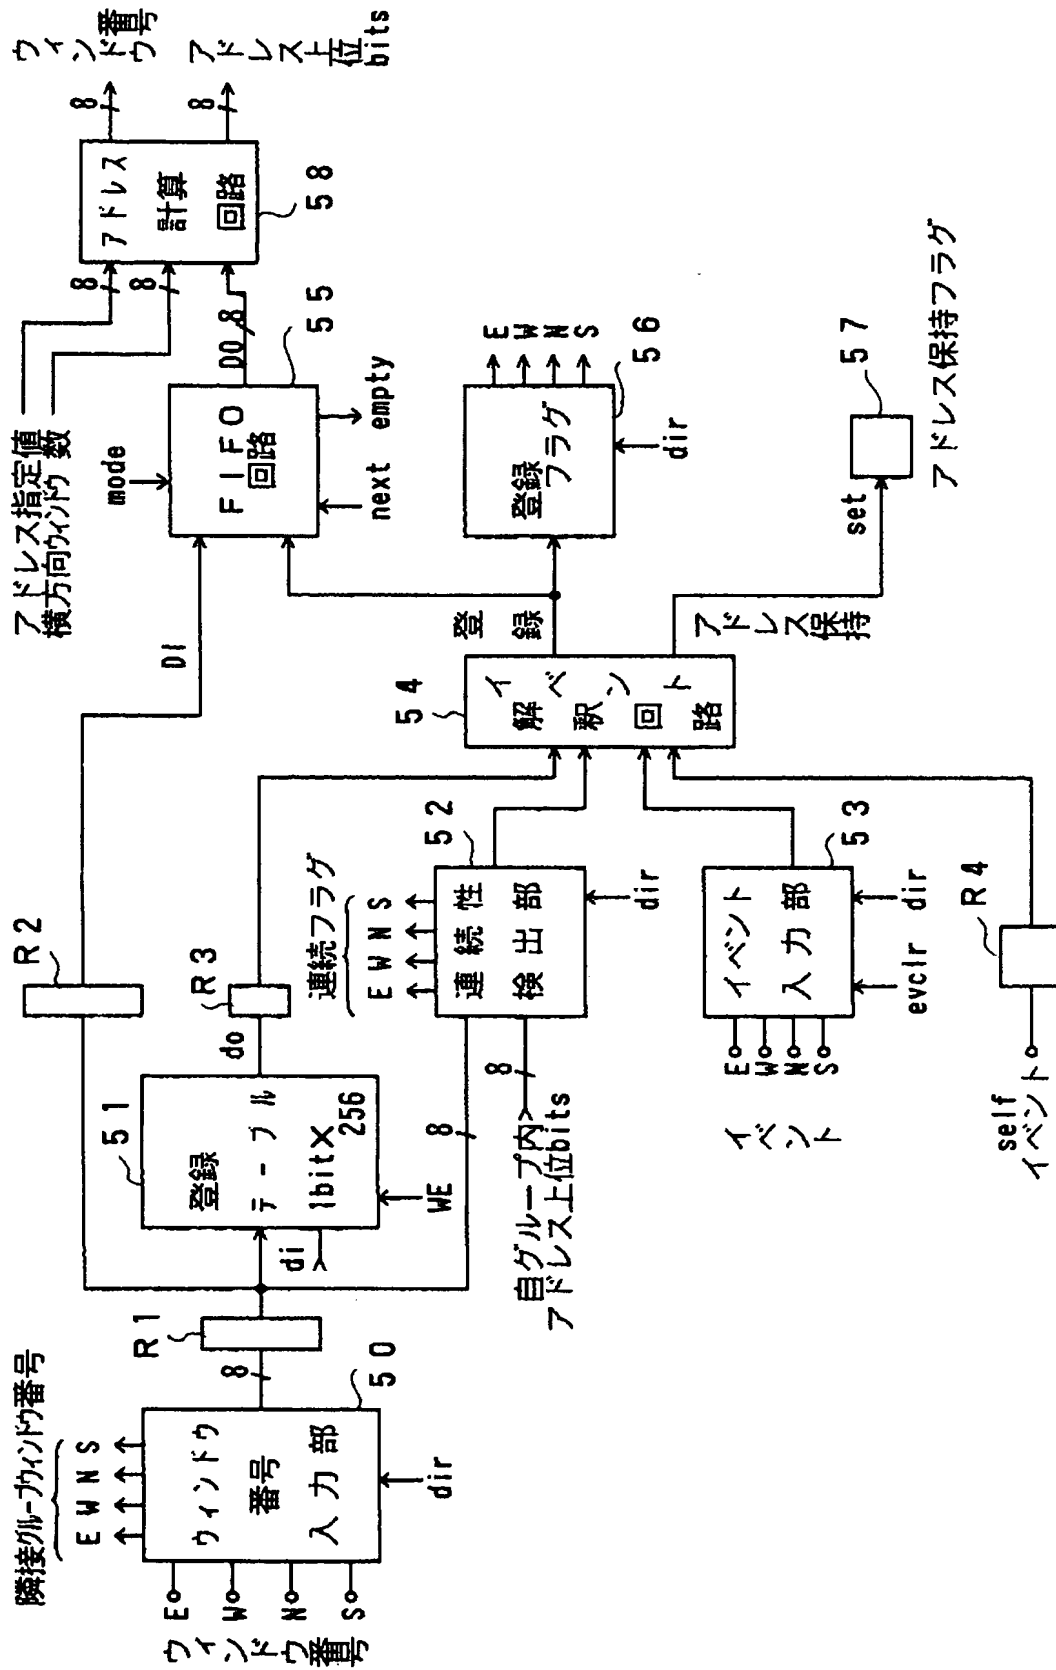 隣接グループウィンドウ番号
E W N S
ウィンドウ番号
E
W
N
S
ウィンドウ
番号
入力部
50
dir
8
R1
R2
登録
テーブル
1bit×
256
51
di
WE
do
R3
8
連続フラグ
E W N S
連続性
検出部
52
dir
8
自グループ内
アドレス上位bits
イベント
E
W
N
S
イベント
入力部
53
evclr
dir
self
イベント
R4
イベント
解釈回路
54
登録
アドレス
保持
DI
アドレス指定値
横方向ウィンドウ数
mode
FIFO
回路
55
next
empty
DO
8
登録
フラグ
56
E
W
N
S
dir
set
57
アドレス保持フラグ
8
8
アドレス
計算
回路
58
8
8
ウィンドウ
番号
アドレス上位
bits